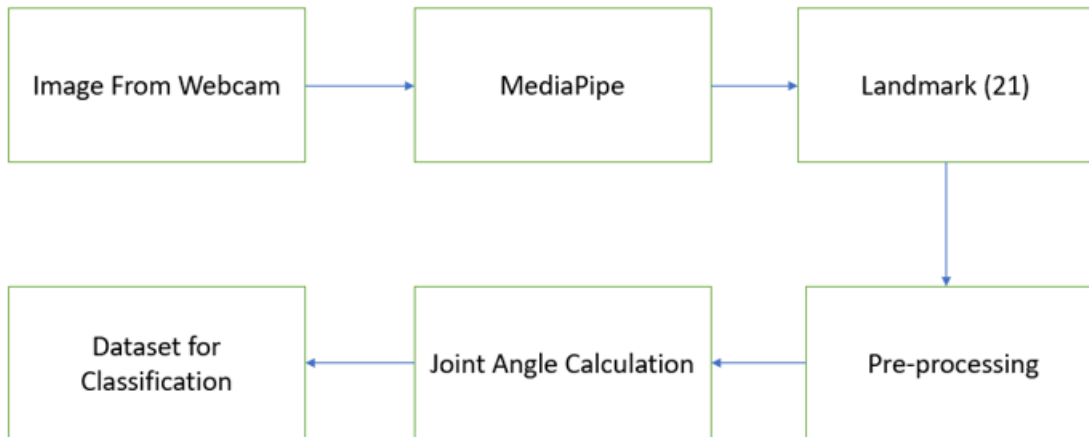 Image From Webcam
MediaPipe
Landmark (21)
Pre-processing
Joint Angle Calculation
Dataset for
Classification